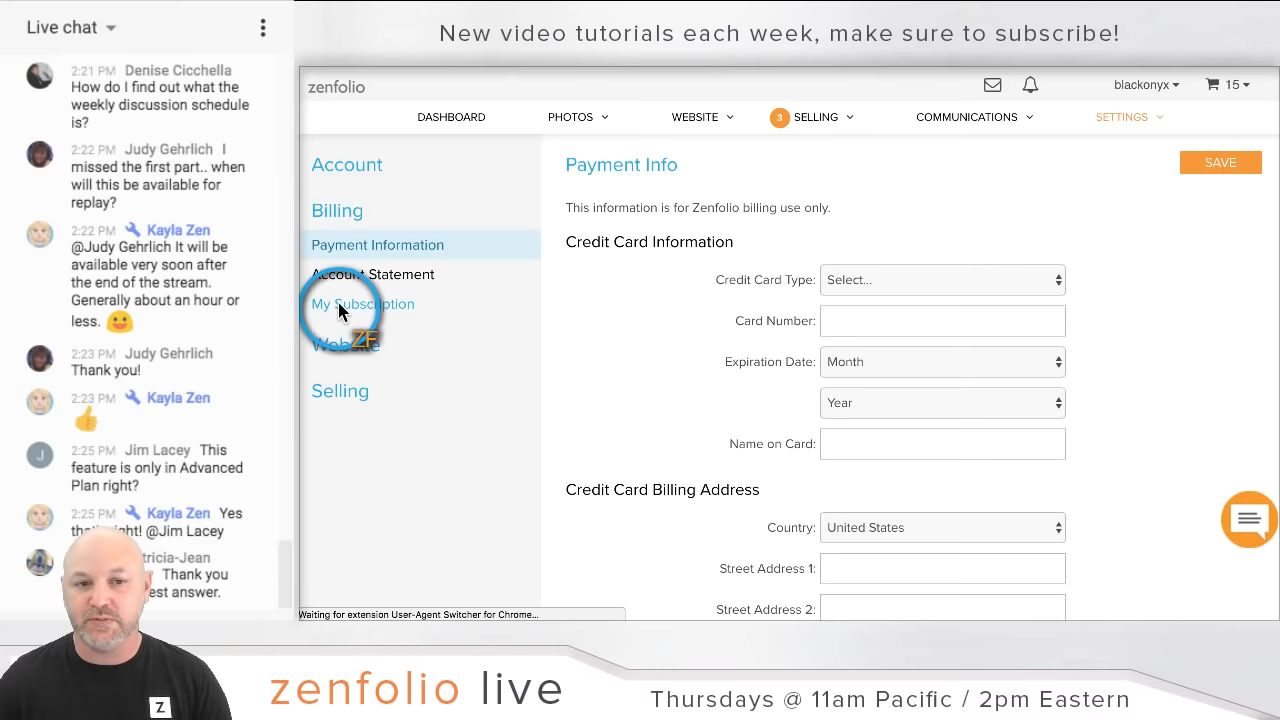 Live chat
2:21 PM Denise Cicchella
How do I find out what the
weekly discussion schedule
is?
2:22 PM Judy Gehrlich I
missed the first part.. when
will this be available for
replay?
2:22 PM Kayla Zen
@Judy Gehrlich It will be
available very soon after
the end of the stream.
Generally about an hour or
less.
2:23 PM Judy Gehrlich
Thank you!
2:23 PM Kayla Zen
J
2:25 PM Jim Lacey This
feature is only in Advanced
Plan right?
2:25 PM Kayla Zen Yes
right! @Jim Lacey
tricia-Jean
Thank you
est answer.
Z
New video tutorials each week, make sure to subscribe!
zenfolio
blackonyx
15
DASHBOARD
PHOTOS
WEBSITE
3
SELLING
COMMUNICATIONS
SETTINGS
Account
Billing
Payment Information
Account Statement
My Subscription
Website
ZF
Selling
Payment Info
SAVE
This information is for Zenfolio billing use only.
Credit Card Information
Credit Card Type: Select...
Card Number:
Expiration Date: Month
Year
Name on Card:
Credit Card Billing Address
Country: United States
Street Address 1:
Street Address 2:
Waiting for extension User-Agent Switcher for Chrome...
zenfolio live
Thursdays @ 11am Pacific / 2pm Eastern